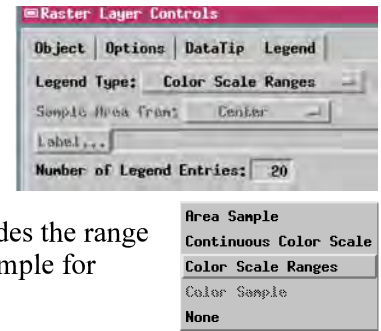 Raster Layer Controls
Object Options DataTip Legend
Legend Type: Color Scale Ranges
Sample Area from: Center
Label...
Number of Legend Entries: 20
des the range
mple for
Area Sample
Continuous Color Scale
Color Scale Ranges
Color Sample
None